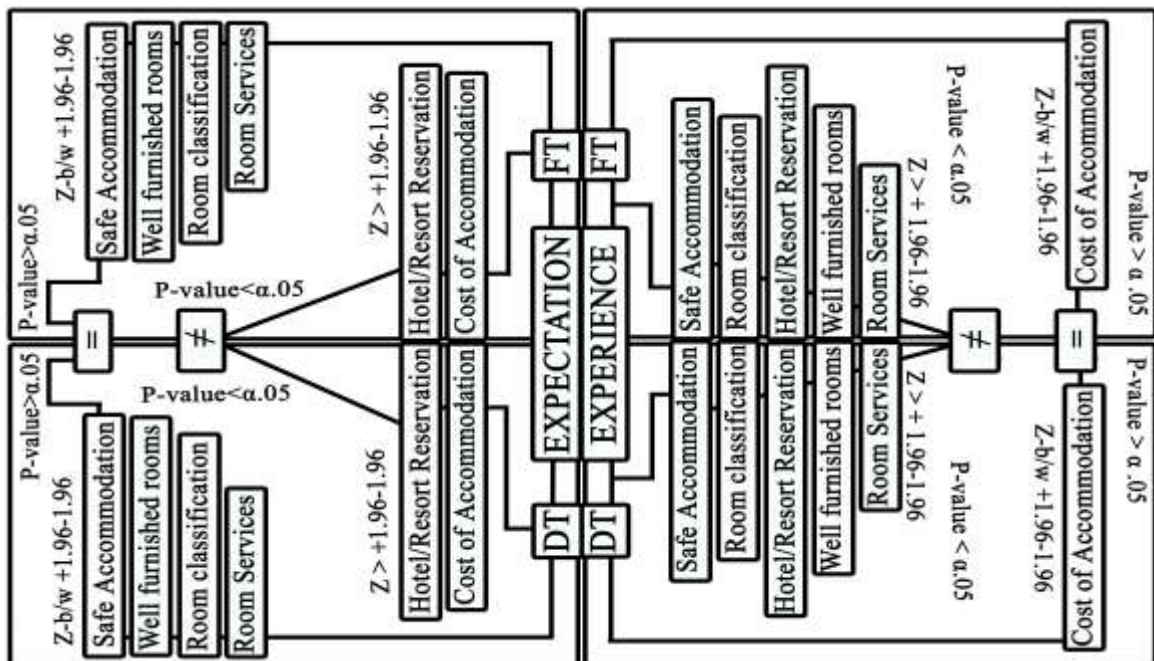 P-value>α.05
P-value>α.05
Z-b/w +1.96-1.96
Z-b/w +1.96-1.96
=
Safe Accommodation
Safe Accommodation
Well furnished rooms
Well furnished rooms
Room classification
Room classification
Room Services
Room Services
≠
P-value<α.05
P-value<α.05
Z > +1.96-1.96
Z > +1.96-1.96
Hotel/Resort Reservation
Hotel/Resort Reservation
Cost of Accommodation
Cost of Accommodation
DT
EXPECTATION
FT
DT
EXPERIENCE
FT
Safe Accommodation
Safe Accommodation
Room classification
Room classification
Hotel/Resort Reservation
Hotel/Resort Reservation
Well furnished rooms
Well furnished rooms
Room Services
Room Services
Z > + 1.96-1.96
Z > + 1.96-1.96
P-value < α.05
P-value < α.05
≠
Z-b/w +1.96-1.96
Z-b/w +1.96-1.96
Cost of Accommodation
=
Cost of Accommodation
P-value > α .05
P-value > α .05